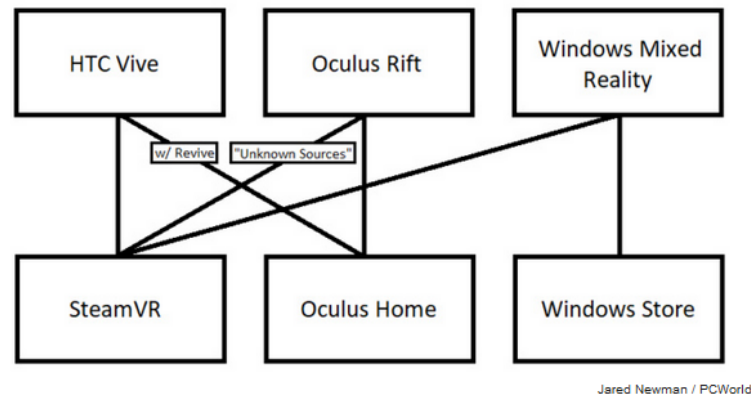 HTC Vive
Oculus Rift
Windows Mixed
Reality
w/ Revive
"Unknown Sources"
SteamVR
Oculus Home
Windows Store
Jared Newman / PCWorld